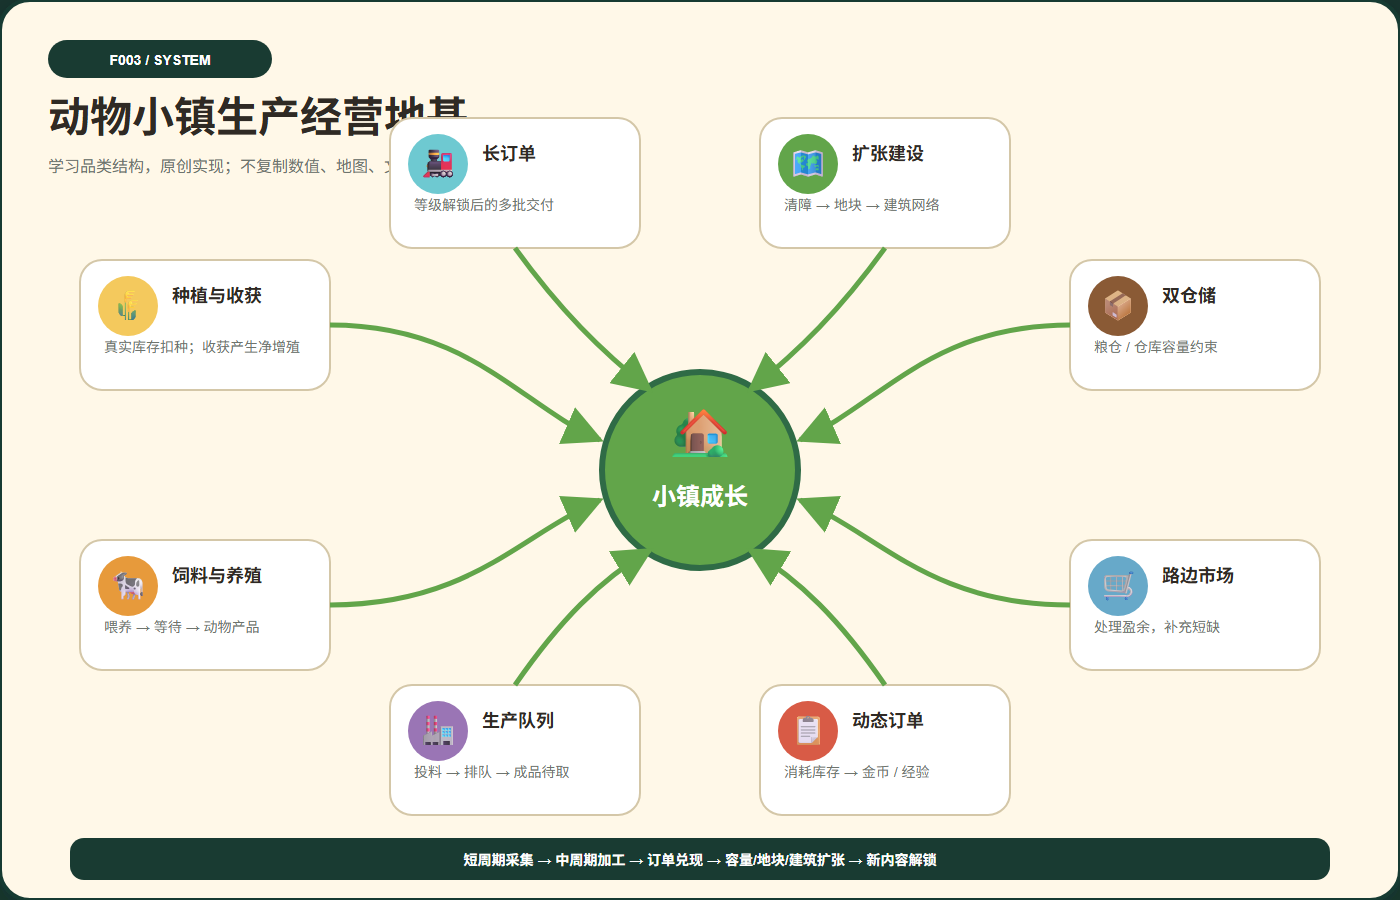 F003 / SYSTEM
动物小镇生产经营地基
学习品类结构，原创实现；不复制数值、地图、
长订单
等级解锁后的多批交付
扩张建设
清障 → 地块 → 建筑网络
种植与收获
真实库存扣种；收获产生净增殖
双仓储
粮仓 / 仓库容量约束
小镇成长
饲料与养殖
喂养 → 等待 → 动物产品
路边市场
处理盈余，补充短缺
生产队列
投料 → 排队 → 成品待取
动态订单
消耗库存 → 金币 / 经验
短周期采集 → 中周期加工 → 订单兑现 → 容量/地块/建筑扩张 → 新内容解锁